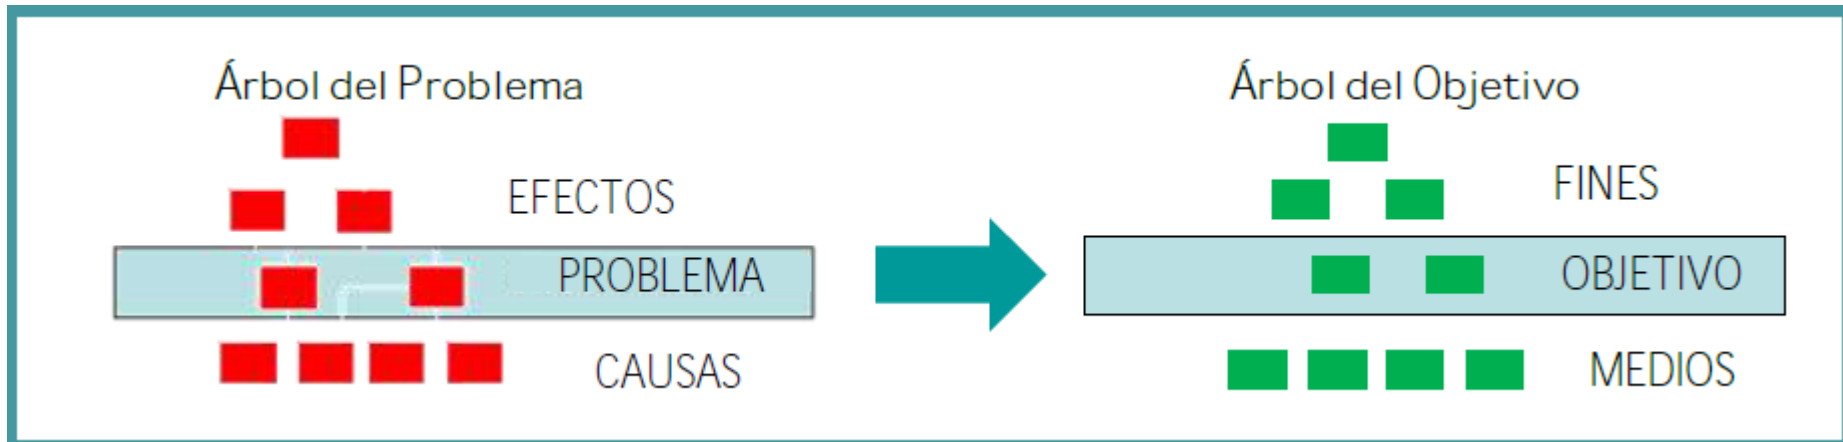 Árbol del Problema
EFECTOS
PROBLEMA
CAUSAS
Árbol del Objetivo
FINES
OBJETIVO
MEDIOS